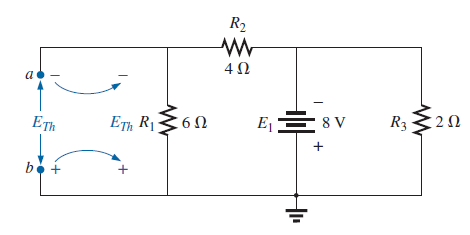 R2
4 Ω
a − −
ETh ETh R1 6 Ω E1 − 8 V + R3 2 Ω
b + +